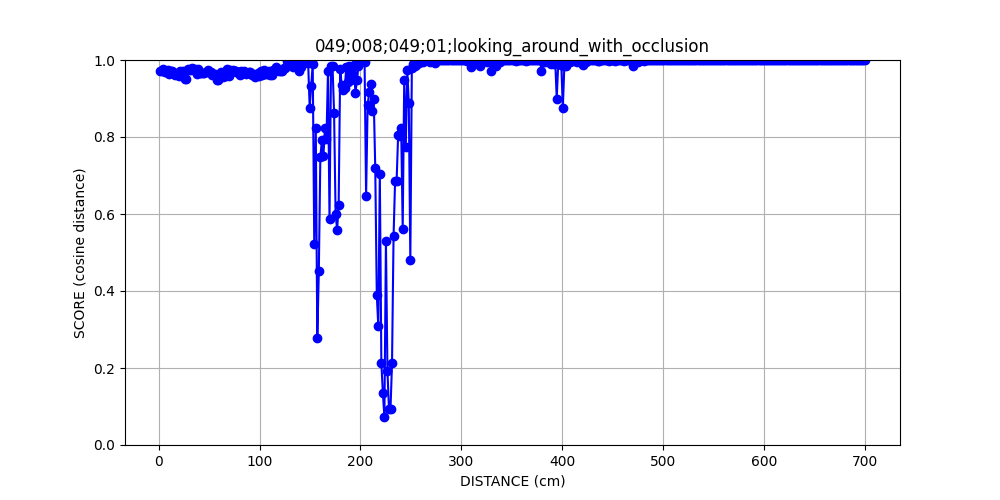 049;008;049;01;looking_around_with_occlusion
1.0
0.8
0.6
0.4
0.2
0.0
SCORE (cosine distance)
0 100 200 300 400 500 600 700
DISTANCE (cm)